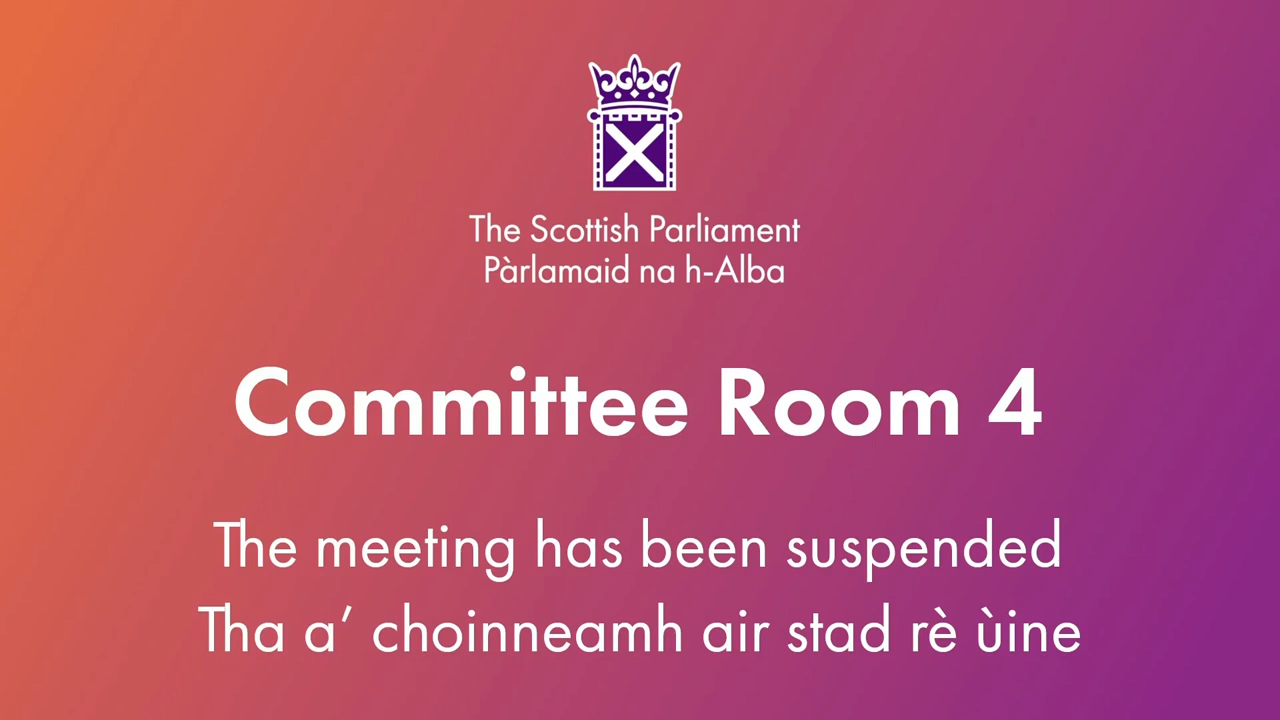 The Scottish Parliament
Pàrlamaid na h-Alba
Committee Room 4
The meeting has been suspended
Tha a’ choinneamh air stad rè ùine